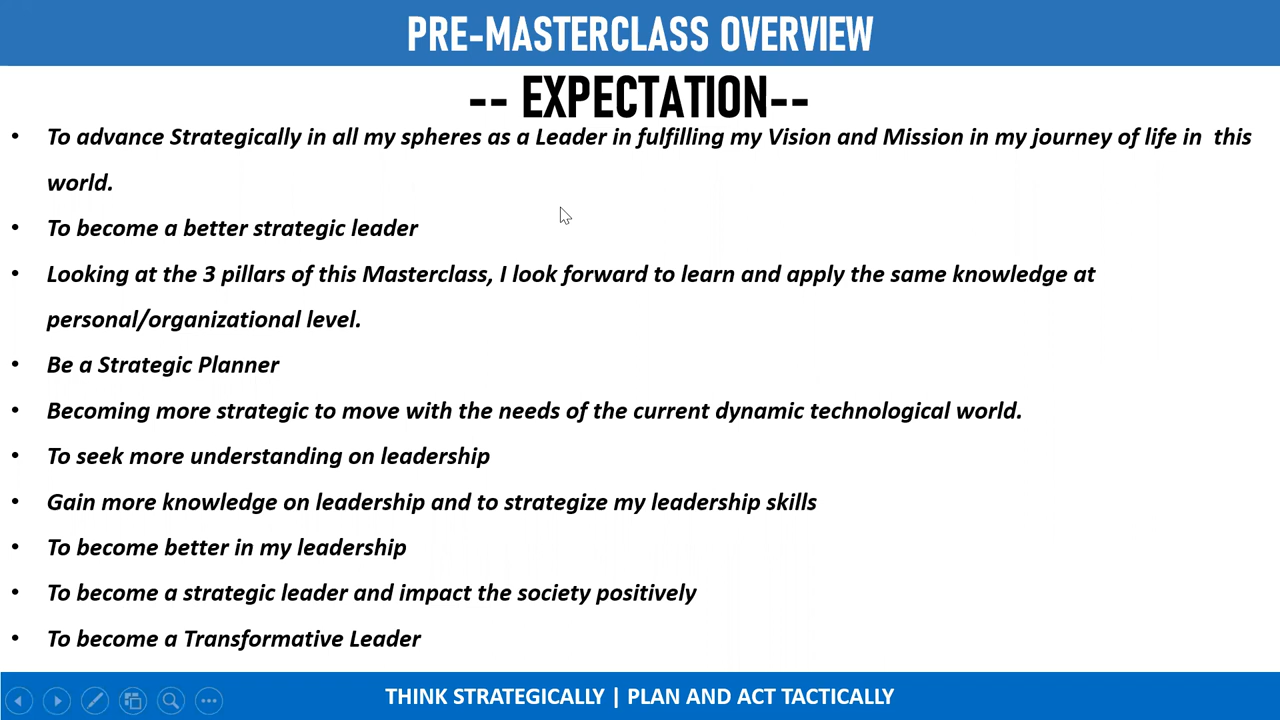 PRE-MASTERCLASS OVERVIEW
-- EXPECTATION--
• To advance Strategically in all my spheres as a Leader in fulfilling my Vision and Mission in my journey of life in  this
world.
• To become a better strategic leader
• Looking at the 3 pillars of this Masterclass, I look forward to learn and apply the same knowledge at
personal/organizational level.
• Be a Strategic Planner
• Becoming more strategic to move with the needs of the current dynamic technological world.
• To seek more understanding on leadership
• Gain more knowledge on leadership and to strategize my leadership skills
• To become better in my leadership
• To become a strategic leader and impact the society positively
• To become a Transformative Leader
THINK STRATEGICALLY | PLAN AND ACT TACTICALLY